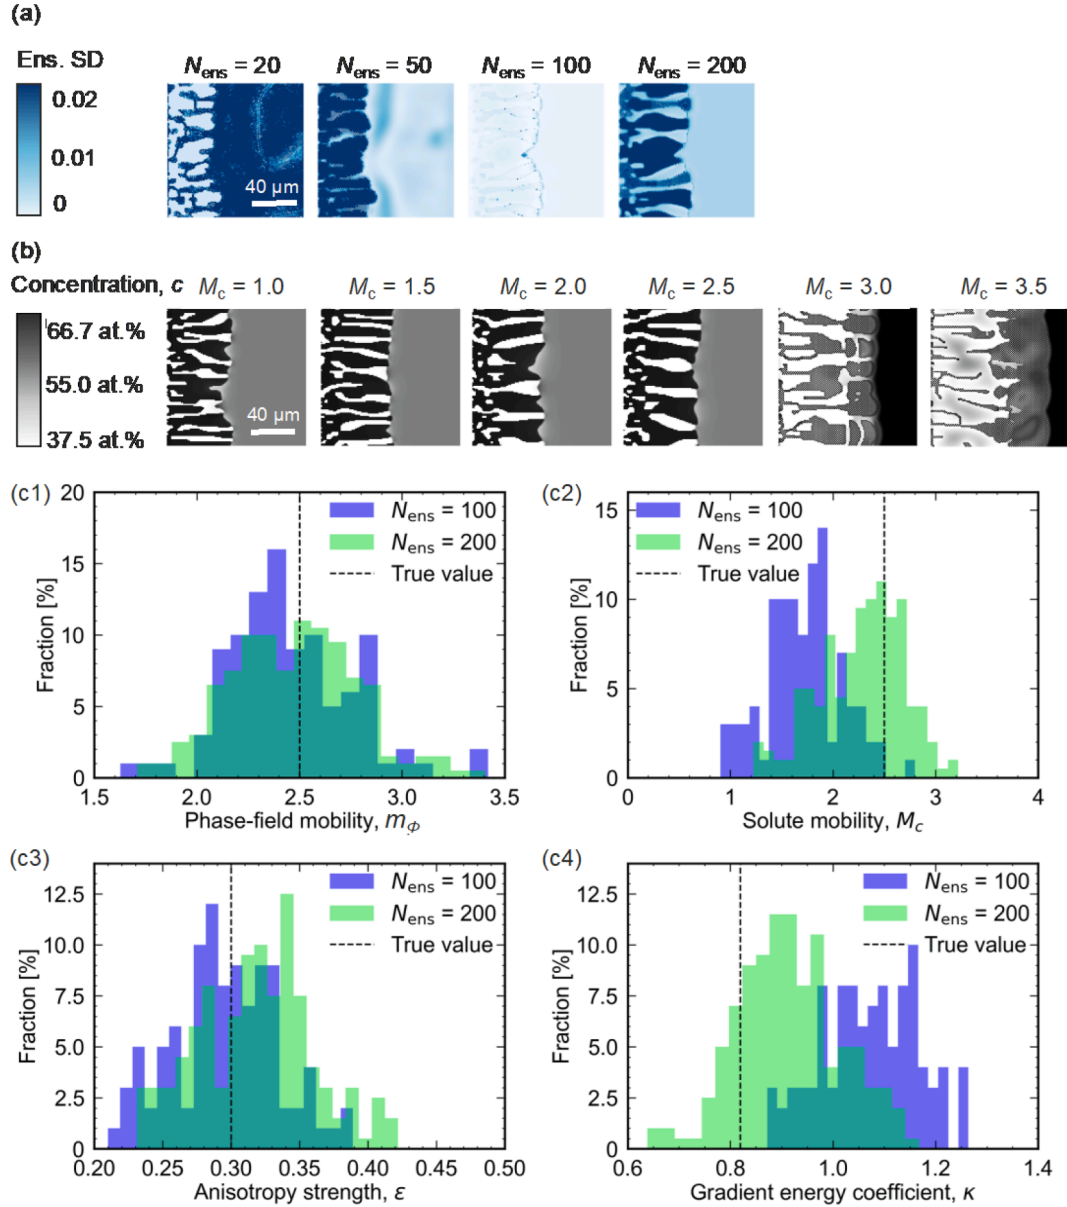 (a)
Ens. SD
0.02
0.01
0
N_ens = 20 N_ens = 50 N_ens = 100 N_ens = 200
40 μm
(b)
Concentration, c M_c = 1.0 M_c = 1.5 M_c = 2.0 M_c = 2.5 M_c = 3.0 M_c = 3.5
66.7 at.%
55.0 at.%
37.5 at.%
40 μm
(c1)
Fraction [%]
20
15
10
5
0
N_ens = 100
N_ens = 200
True value
1.5 2.0 2.5 3.0 3.5
Phase-field mobility, m_Φ
(c2)
Fraction [%]
15
10
5
0
N_ens = 100
N_ens = 200
True value
0 1 2 3 4
Solute mobility, M_c
(c3)
Fraction [%]
12.5
10.0
7.5
5.0
2.5
0
N_ens = 100
N_ens = 200
True value
0.20 0.25 0.30 0.35 0.40 0.45 0.50
Anisotropy strength, ε
(c4)
Fraction [%]
12.5
10.0
7.5
5.0
2.5
0
N_ens = 100
N_ens = 200
True value
0.6 0.8 1.0 1.2 1.4
Gradient energy coefficient, κ